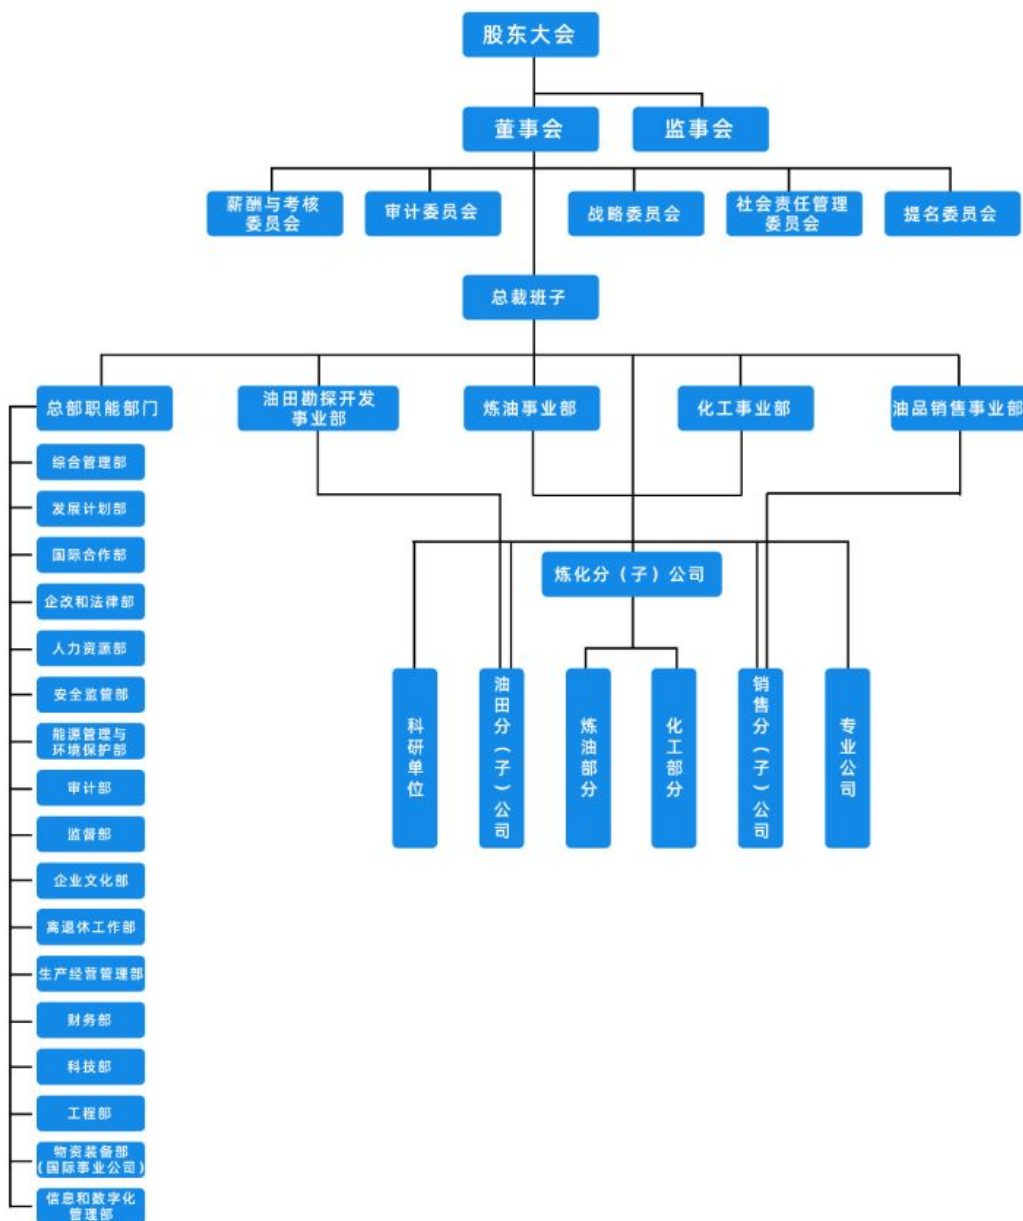 股东大会
董事会
监事会
薪酬与考核
委员会
审计委员会
战略委员会
社会责任管理
委员会
提名委员会
总裁班子
总部职能部门
油田勘探开发
事业部
炼油事业部
化工事业部
油品销售事业部
综合管理部
发展计划部
国际合作部
企改和法律部
人力资源部
安全监管部
能源管理与
环境保护部
审计部
监督部
企业文化部
离退休工作部
生产经营管理部
财务部
科技部
工程部
物资装备部
(国际事业公司)
信息和数字化
管理部
炼化分（子）公司
科研单位
油田分（子）公司
炼油部分
化工部分
销售分（子）公司
专业公司